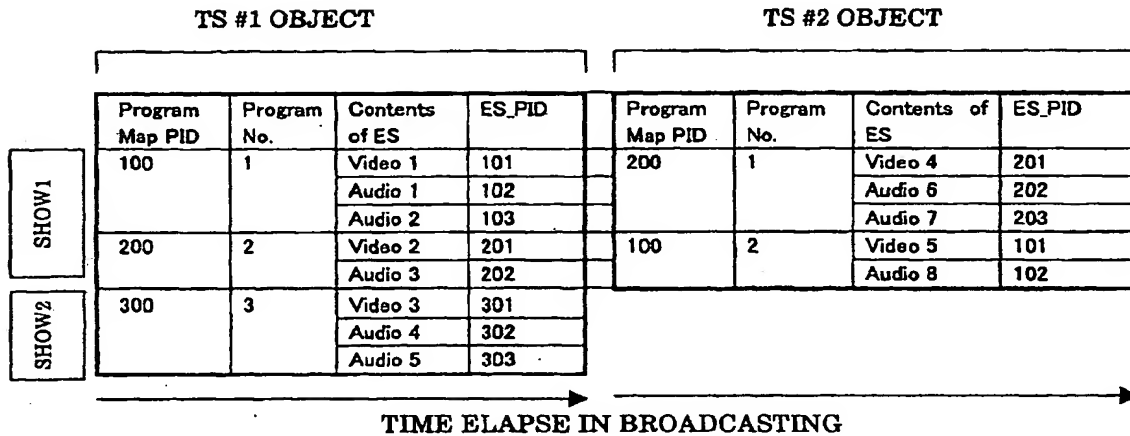 TS #1 OBJECT TS #2 OBJECT
Program Map PID Program No. Contents of ES ES_PID Program Map PID Program No. Contents of ES ES_PID
SHOW1
100 1 Video 1 101 200 1 Video 4 201
Audio 1 102 Audio 6 202
Audio 2 103 Audio 7 203
200 2 Video 2 201 100 2 Video 5 101
Audio 3 202 Audio 8 102
SHOW2
300 3 Video 3 301
Audio 4 302
Audio 5 303
TIME ELAPSE IN BROADCASTING